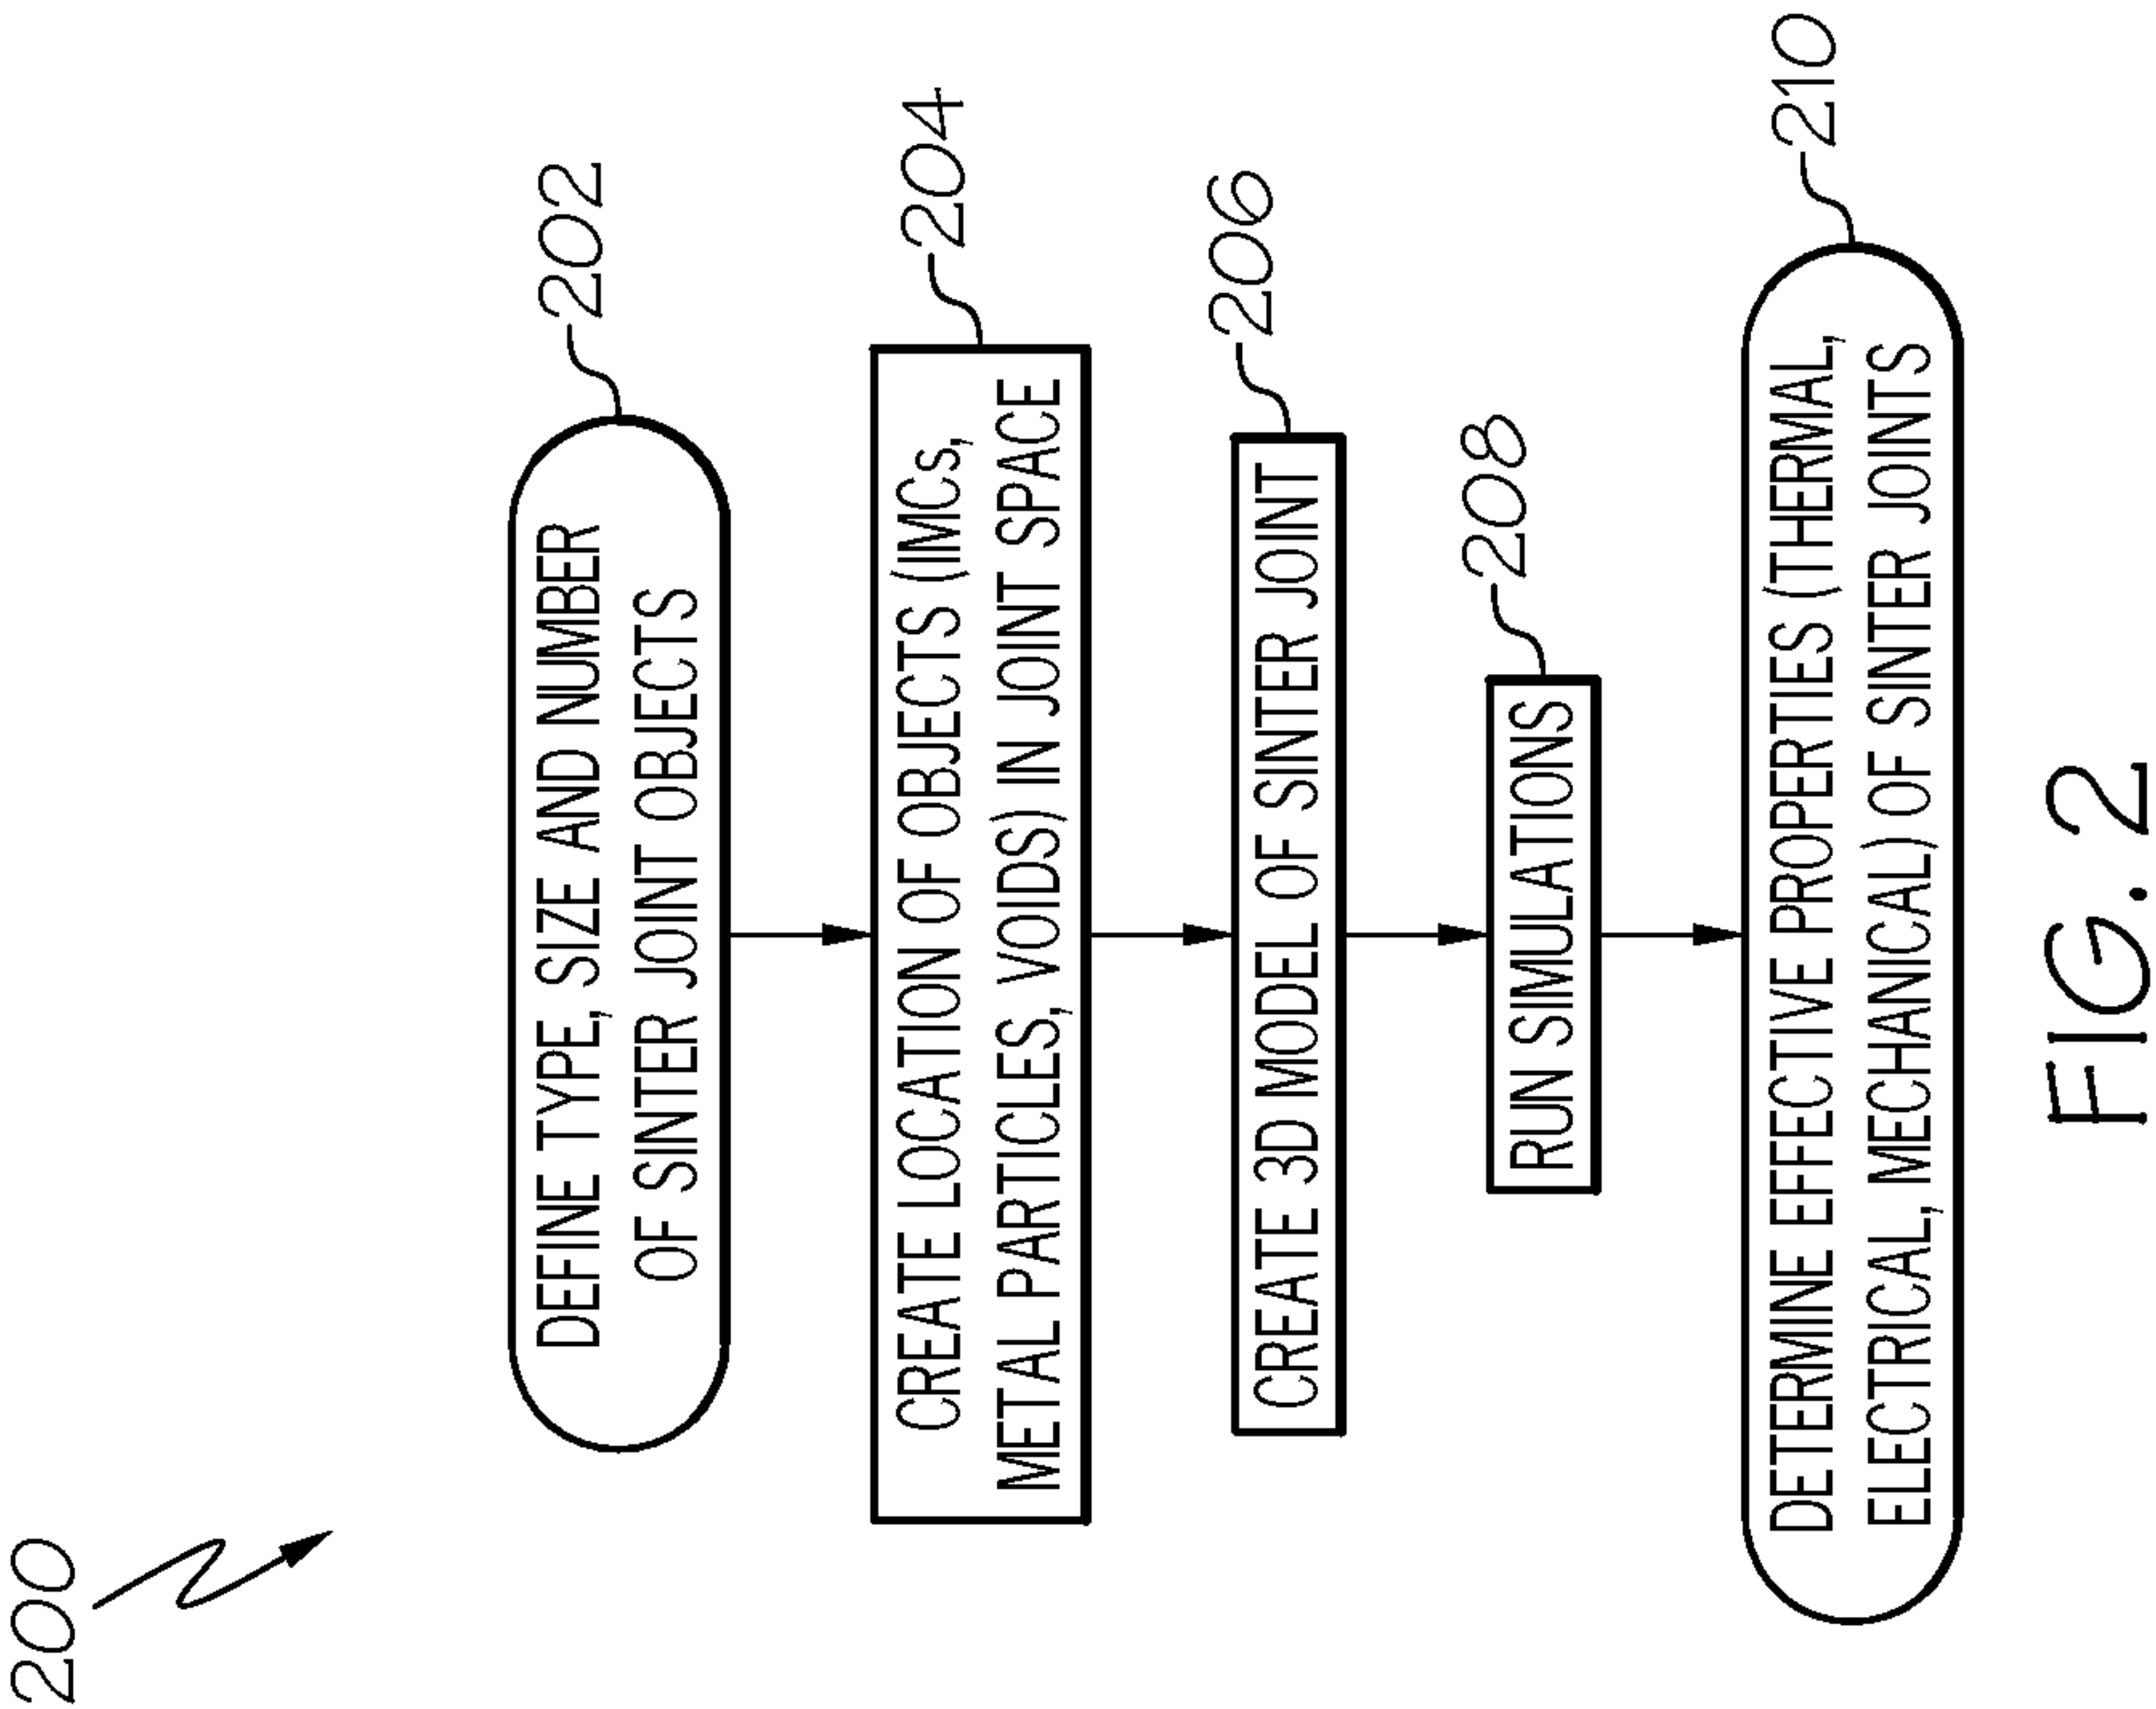 200
DEFINE TYPE, SIZE AND NUMBER
OF SINTER JOINT OBJECTS
202
CREATE LOCATION OF OBJECTS (IMCs,
METAL PARTICLES, VOIDS) IN JOINT SPACE
204
CREATE 3D MODEL OF SINTER JOINT
206
RUN SIMULATIONS
208
DETERMINE EFFECTIVE PROPERTIES (THERMAL,
ELECTRICAL, MECHANICAL) OF SINTER JOINTS
210
FIG. 2